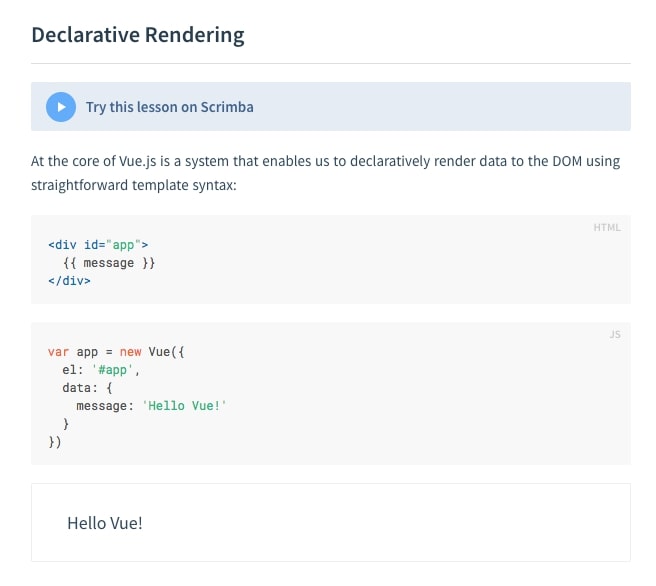 Declarative Rendering
Try this lesson on Scrimba
At the core of Vue.js is a system that enables us to declaratively render data to the DOM using
straightforward template syntax:
HTML
<div id="app">
  {{ message }}
</div>
JS
var app = new Vue({
  el: '#app',
  data: {
    message: 'Hello Vue!'
  }
})
Hello Vue!